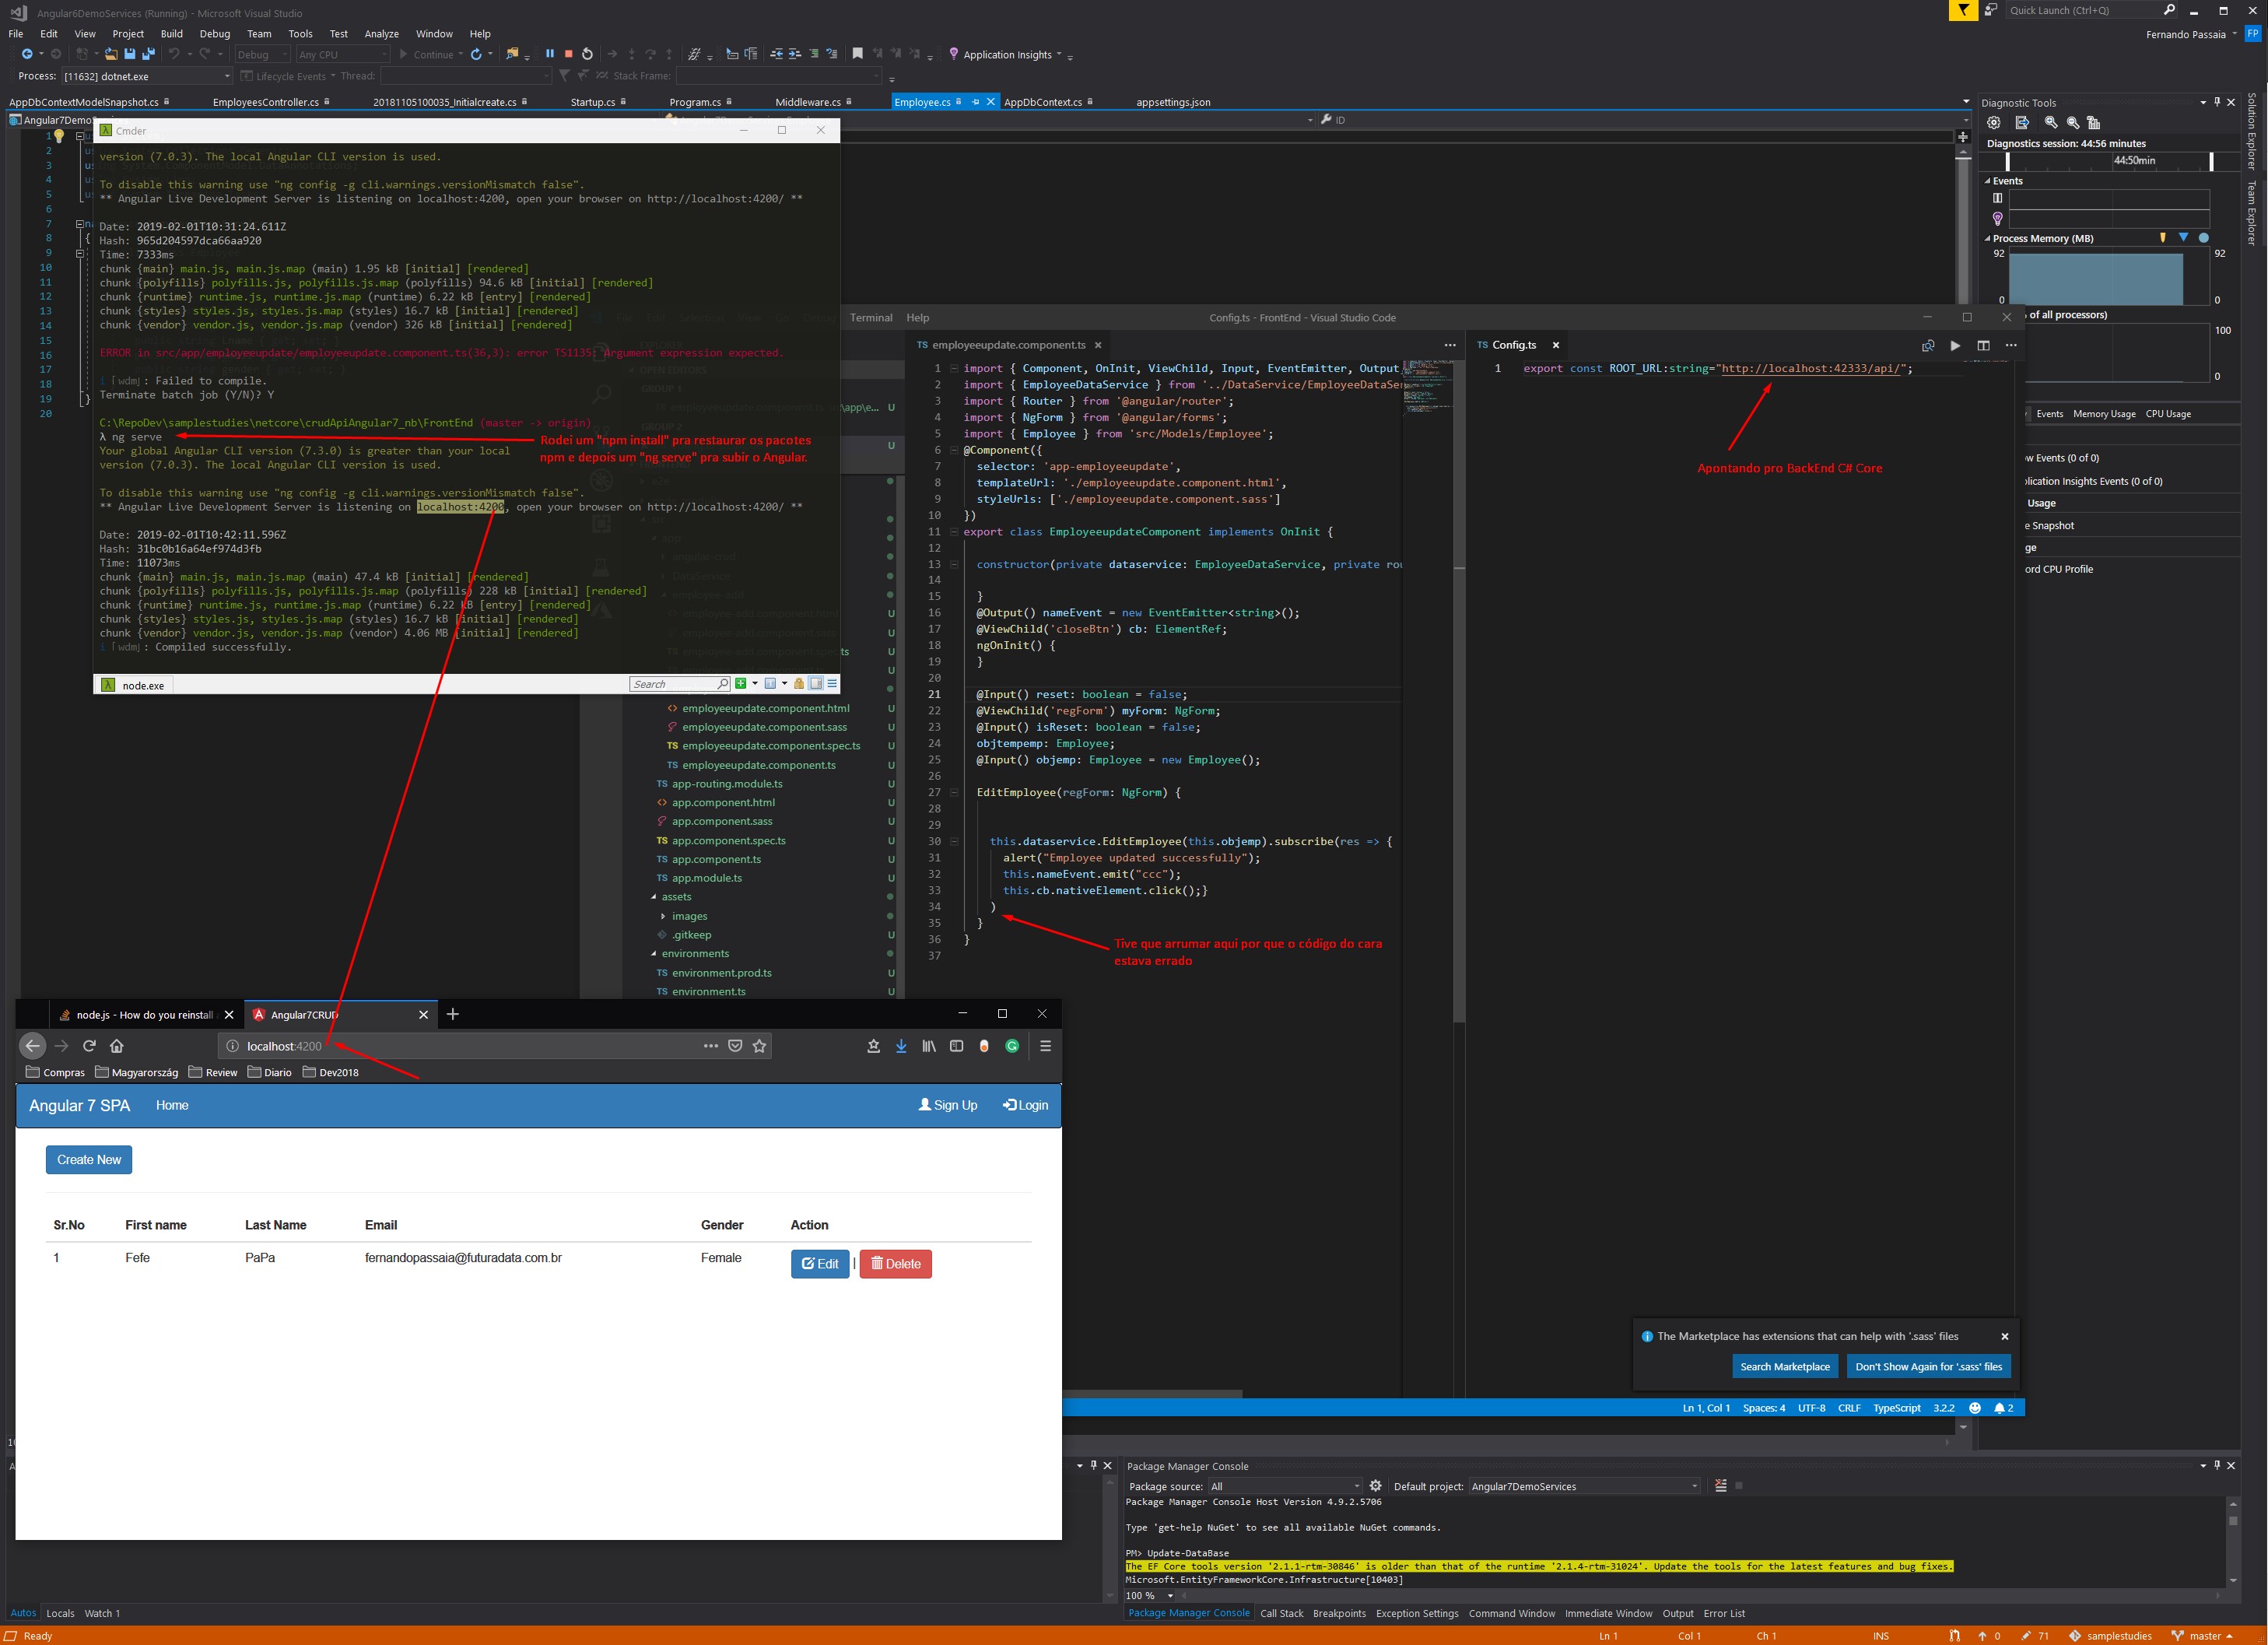 Angular6DemoServices (Running) - Microsoft Visual Studio
Quick Launch (Ctrl+Q)
File Edit View Project Build Debug Team Tools Test Analyze Window Help
Fernando Passaia FP
Debug Any CPU Continue Application Insights
Process: [11632] dotnet.exe Lifecycle Events Thread: Stack Frame:
AppDbContextModelSnapshot.cs EmployeesController.cs 20181105100035_Initialcreate.cs Startup.cs Program.cs Middleware.cs Employee.cs AppDbContext.cs appsettings.json
ID
Cmder
version (7.0.3). The local Angular CLI version is used.
To disable this warning use "ng config -g cli.warnings.versionMismatch false".
** Angular Live Development Server is listening on localhost:4200, open your browser on http://localhost:4200/ **
Date: 2019-02-01T10:31:24.611Z
Hash: 965d204597dca66aa920
Time: 7333ms
chunk {main} main.js, main.js.map (main) 1.95 kB [initial] [rendered]
chunk {polyfills} polyfills.js, polyfills.js.map (polyfills) 94.6 kB [initial] [rendered]
chunk {runtime} runtime.js, runtime.js.map (runtime) 6.22 kB [entry] [rendered]
chunk {styles} styles.js, styles.js.map (styles) 16.7 kB [initial] [rendered]
chunk {vendor} vendor.js, vendor.js.map (vendor) 326 kB [initial] [rendered]
ERROR in src/app/employeeupdate/employeeupdate.component.ts(36,3): error TS1135: Argument expression expected.
i ｢wdm｣: Failed to compile.
Terminate batch job (Y/N)? Y
C:\RepoDev\samplestudies\netcore\crudApiAngular7_nb\FrontEnd (master -> origin)
λ ng serve
Your global Angular CLI version (7.3.0) is greater than your local
version (7.0.3). The local Angular CLI version is used.
Rodei um "npm install" pra restaurar os pacotes
npm e depois um "ng serve" pra subir o Angular.
To disable this warning use "ng config -g cli.warnings.versionMismatch false".
** Angular Live Development Server is listening on localhost:4200, open your browser on http://localhost:4200/ **
Date: 2019-02-01T10:42:11.596Z
Hash: 31bc0b16a64ef974d3fb
Time: 11073ms
chunk {main} main.js, main.js.map (main) 47.4 kB [initial] [rendered]
chunk {polyfills} polyfills.js, polyfills.js.map (polyfills) 228 kB [initial] [rendered]
chunk {runtime} runtime.js, runtime.js.map (runtime) 6.22 kB [entry] [rendered]
chunk {styles} styles.js, styles.js.map (styles) 16.7 kB [initial] [rendered]
chunk {vendor} vendor.js, vendor.js.map (vendor) 4.06 MB [initial] [rendered]
i ｢wdm｣: Compiled successfully.
node.exe
Search
Terminal Help
Config.ts - FrontEnd - Visual Studio Code
employeeupdate.component.html U
employeeupdate.component.sass U
TS employeeupdate.component.spec.ts U
TS employeeupdate.component.ts U
TS app-routing.module.ts U
app.component.html U
app.component.sass U
TS app.component.spec.ts U
TS app.component.ts U
TS app.module.ts U
assets
images
.gitkeep U
environments
TS environment.prod.ts U
TS environment.ts U
TS employeeupdate.component.ts
1 import { Component, OnInit, ViewChild, Input, EventEmitter, Output
2 import { EmployeeDataService } from '../DataService/EmployeeDataSer
3 import { Router } from '@angular/router';
4 import { NgForm } from '@angular/forms';
5 import { Employee } from 'src/Models/Employee';
6 @Component({
7 selector: 'app-employeeupdate',
8 templateUrl: './employeeupdate.component.html',
9 styleUrls: ['./employeeupdate.component.sass']
10 })
11 export class EmployeeupdateComponent implements OnInit {
12
13 constructor(private dataservice: EmployeeDataService, private rou
14
15 }
16 @Output() nameEvent = new EventEmitter<string>();
17 @ViewChild('closeBtn') cb: ElementRef;
18 ngOnInit() {
19 }
20
21 @Input() reset: boolean = false;
22 @ViewChild('regForm') myForm: NgForm;
23 @Input() isReset: boolean = false;
24 objtempemp: Employee;
25 @Input() objemp: Employee = new Employee();
26
27 EditEmployee(regForm: NgForm) {
28
29
30 this.dataservice.EditEmployee(this.objemp).subscribe(res => {
31 alert("Employee updated successfully");
32 this.nameEvent.emit("ccc");
33 this.cb.nativeElement.click();}
34 )
35 }
36 }
37
Tive que arrumar aqui por que o código do cara
estava errado
TS Config.ts
1 export const ROOT_URL:string="http://localhost:42333/api/";
Apontando pro BackEnd C# Core
The Marketplace has extensions that can help with '.sass' files
Search Marketplace Don't Show Again for '.sass' files
Ln 1, Col 1 Spaces: 4 UTF-8 CRLF TypeScript 3.2.2 2
Diagnostic Tools
Diagnostics session: 44:56 minutes
44:50min
Events
Process Memory (MB)
92 92
0 0
of all processors)
100
0
Events Memory Usage CPU Usage
w Events (0 of 0)
plication Insights Events (0 of 0)
Usage
e Snapshot
ge
ord CPU Profile
Solution Explorer
Team Explorer
node.js - How do you reinstall
Angular7CRUD
localhost:4200
Compras Magyarország Review Diario Dev2018
Angular 7 SPA Home Sign Up Login
Create New
Sr.No First name Last Name Email Gender Action
1 Fefe PaPa fernandopassaia@futuradata.com.br Female Edit | Delete
Package Manager Console
Package source: All Default project: Angular7DemoServices
Package Manager Console Host Version 4.9.2.5706
Type 'get-help NuGet' to see all available NuGet commands.
PM> Update-DataBase
The EF Core tools version '2.1.1-rtm-30846' is older than that of the runtime '2.1.4-rtm-31024'. Update the tools for the latest features and bug fixes.
Microsoft.EntityFrameworkCore.Infrastructure[10403]
100 %
Autos Locals Watch 1
Package Manager Console Call Stack Breakpoints Exception Settings Command Window Immediate Window Output Error List
Ready
Ln 1 Col 1 Ch 1 INS 0 71 samplestudies master